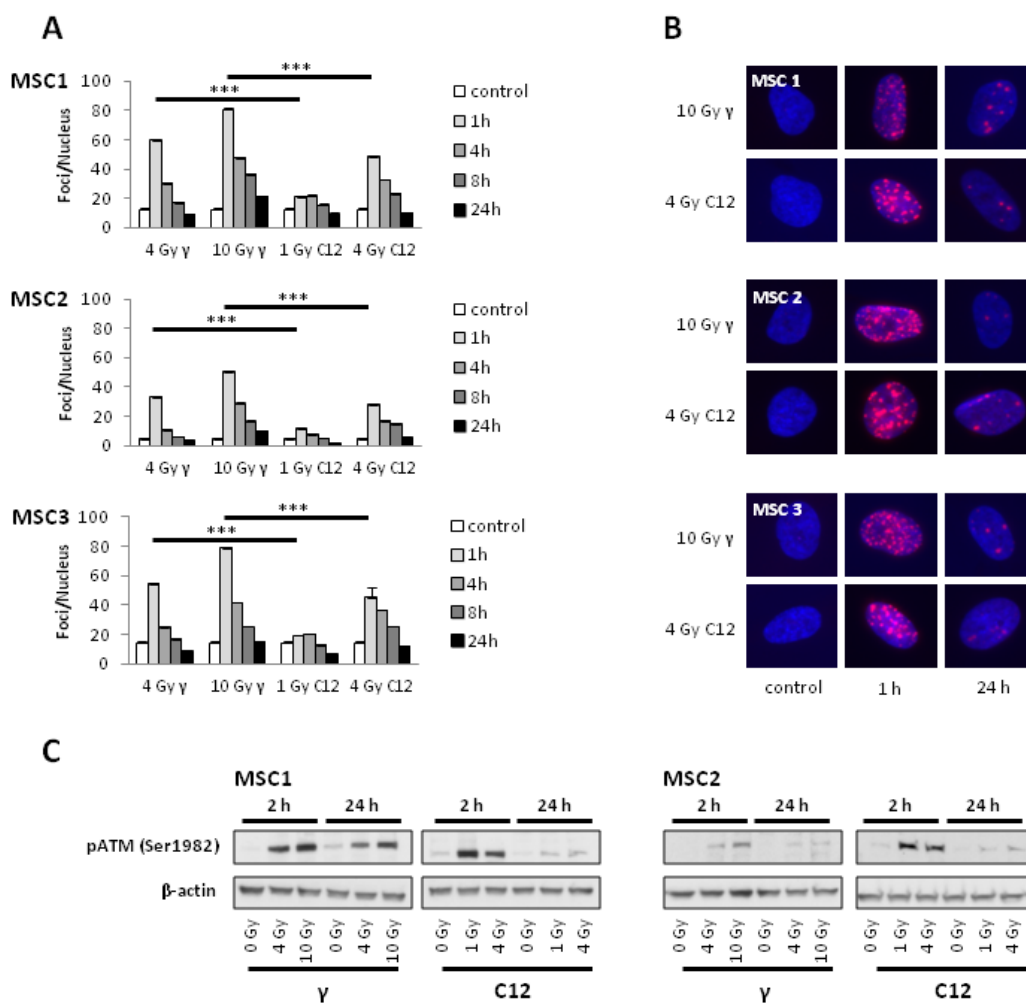 A
MSC1
100
80
60
40
20
0
Foci/Nucleus
***
***
control
1h
4h
8h
24h
4 Gy γ 10 Gy γ 1 Gy C12 4 Gy C12
MSC2
100
80
60
40
20
0
Foci/Nucleus
***
***
control
1h
4h
8h
24h
4 Gy γ 10 Gy γ 1 Gy C12 4 Gy C12
MSC3
100
80
60
40
20
0
Foci/Nucleus
***
***
control
1h
4h
8h
24h
4 Gy γ 10 Gy γ 1 Gy C12 4 Gy C12
B
MSC 1
10 Gy γ
4 Gy C12
MSC 2
10 Gy γ
4 Gy C12
MSC 3
10 Gy γ
4 Gy C12
control 1 h 24 h
C
MSC1 MSC2
2 h 24 h 2 h 24 h 2 h 24 h 2 h 24 h
pATM (Ser1982)
β-actin
0 Gy 4 Gy 10 Gy 0 Gy 4 Gy 10 Gy 0 Gy 1 Gy 4 Gy 0 Gy 1 Gy 4 Gy 0 Gy 4 Gy 10 Gy 0 Gy 4 Gy 10 Gy 0 Gy 1 Gy 4 Gy 0 Gy 1 Gy 4 Gy
γ C12 γ C12